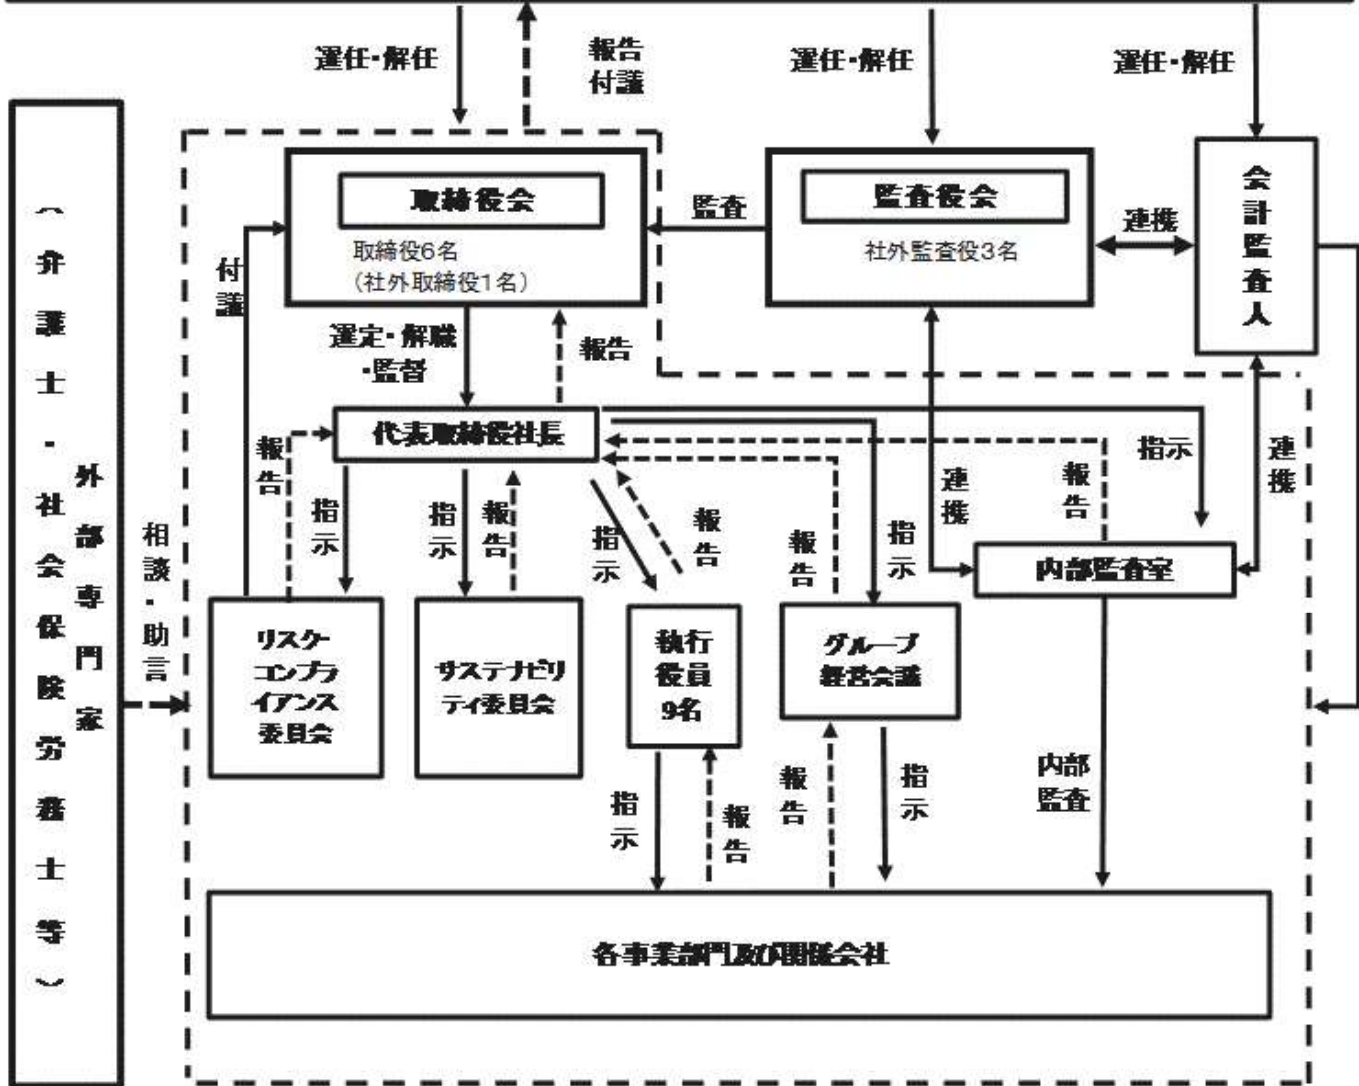 選任・解任
報告
付議
選任・解任
選任・解任
取締役会
取締役6名
(社外取締役1名)
監査
監査役会
社外監査役3名
連携
会計監査人
付議
選定・解職
・監督
報告
代表取締役社長
報告
指示
指示
報告
指示
報告
報告
指示
連携
報告
指示
連携
内部監査室
外部専門家
(弁護士・社会保険労務士等)
相談・助言
リスク・
コンプラ
イアンス
委員会
サステナビリ
ティ委員会
執行
役員
9名
グループ
経営会議
指示
報告
報告
指示
内部
監査
各事業部門及び関係会社